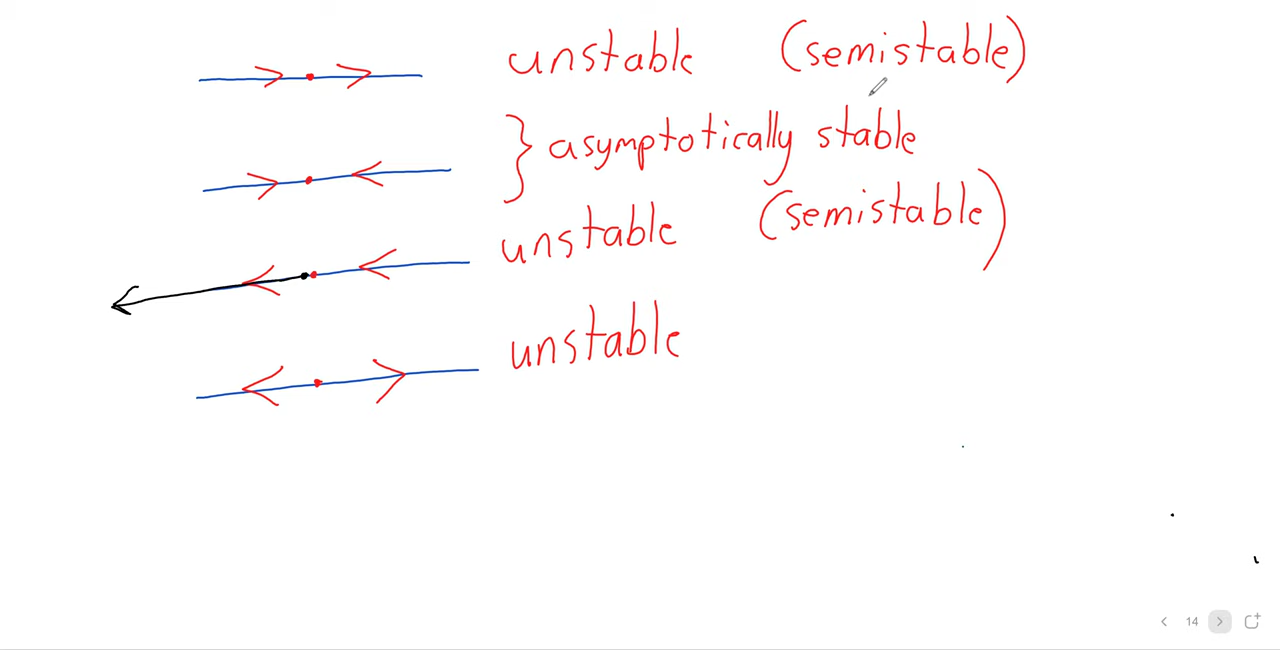 unstable (semistable)
} asymptotically stable
unstable (semistable)
unstable
14